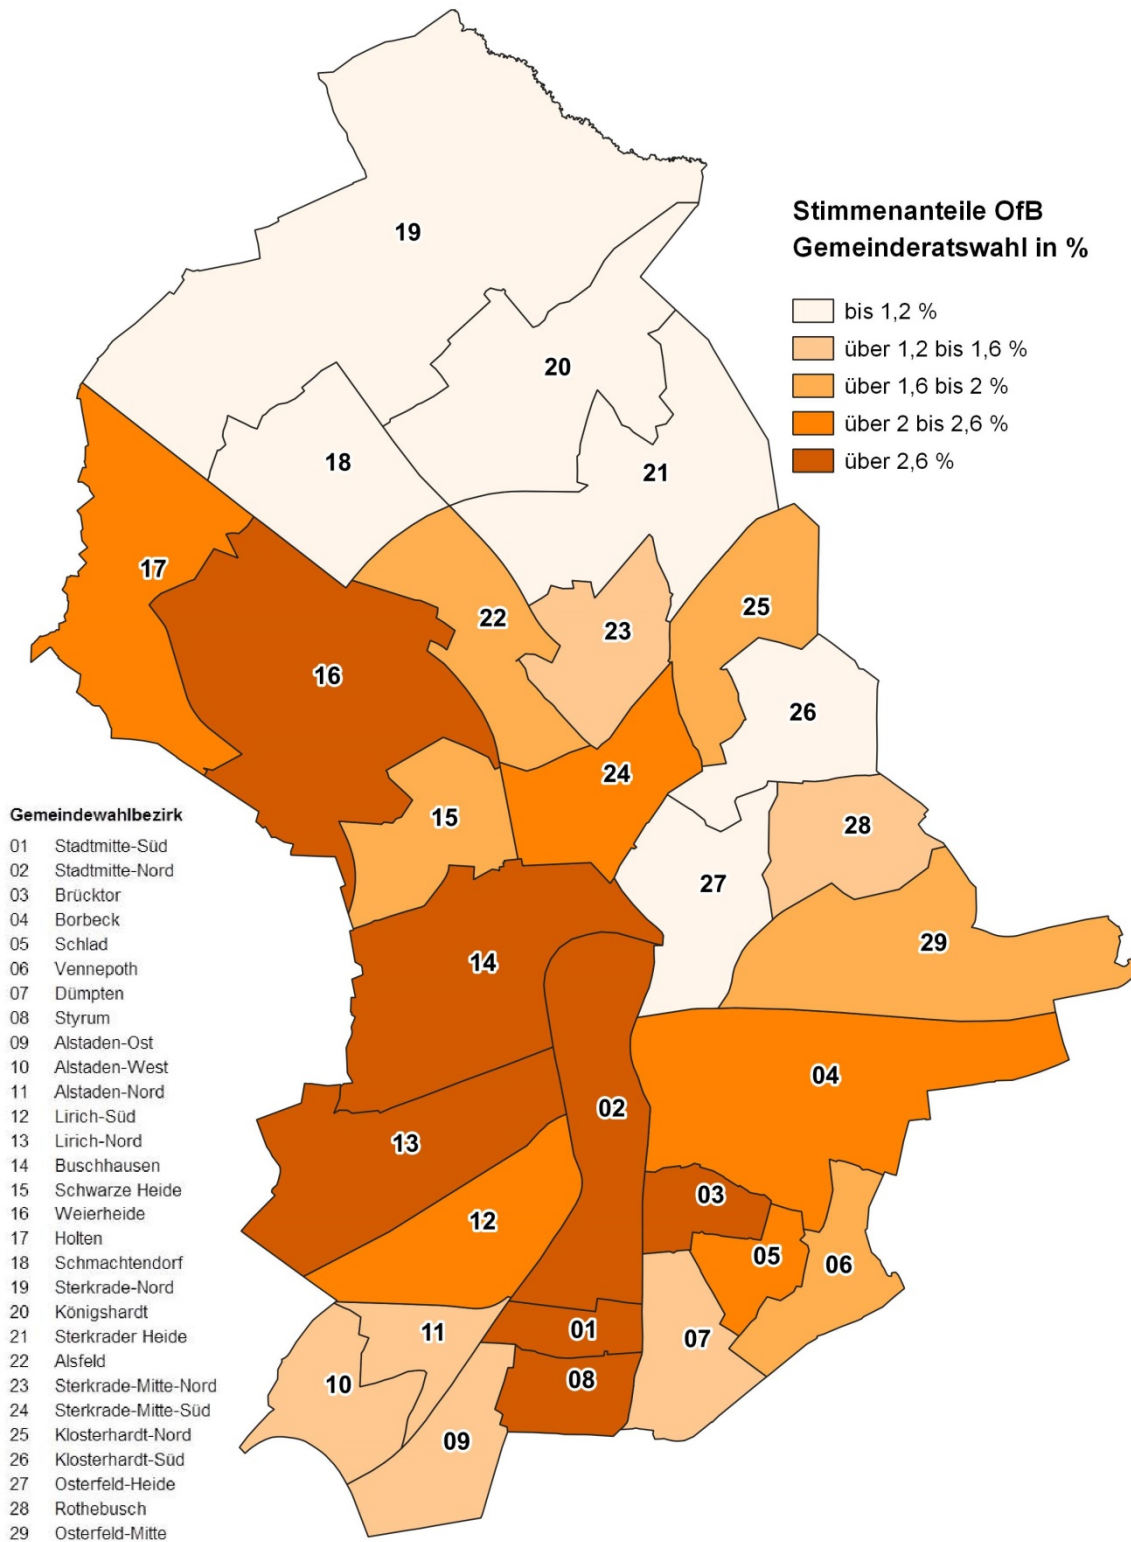 Stimmenanteile OfB
Gemeinderatswahl in %
bis 1,2 %
über 1,2 bis 1,6 %
über 1,6 bis 2 %
über 2 bis 2,6 %
über 2,6 %
19
20
18
21
17
22
23
25
16
26
24
15
28
27
29
14
04
02
13
03
12
05
06
11
01
07
10
08
09
Gemeindewahlbezirk
01 Stadtmitte-Süd
02 Stadtmitte-Nord
03 Brücktor
04 Borbeck
05 Schlad
06 Vennepoth
07 Dümpten
08 Styrum
09 Alstaden-Ost
10 Alstaden-West
11 Alstaden-Nord
12 Lirich-Süd
13 Lirich-Nord
14 Buschhausen
15 Schwarze Heide
16 Weierheide
17 Holten
18 Schmachtendorf
19 Sterkrade-Nord
20 Königshardt
21 Sterkrader Heide
22 Alsfeld
23 Sterkrade-Mitte-Nord
24 Sterkrade-Mitte-Süd
25 Klosterhardt-Nord
26 Klosterhardt-Süd
27 Osterfeld-Heide
28 Rothebusch
29 Osterfeld-Mitte